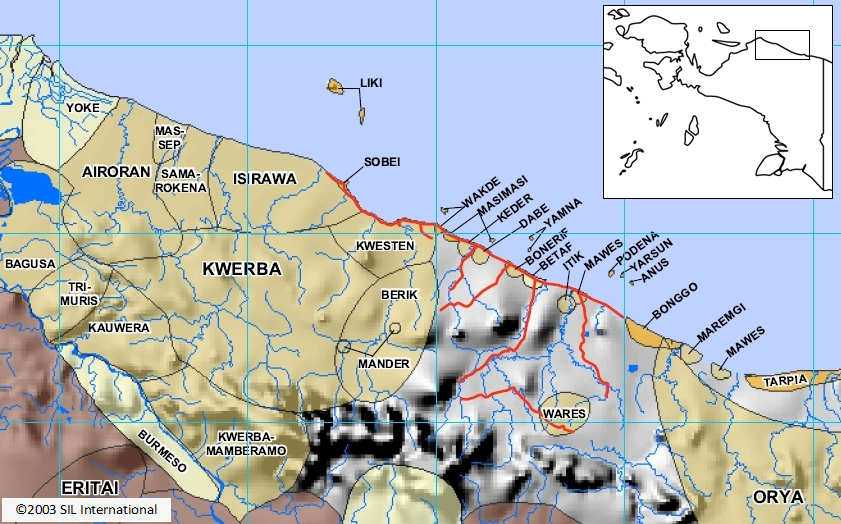 LIKI
YOKE
MAS-
SEP
SOBEI
AIRORAN
SAMA-
ROKENA
ISIRAWA
WAKDE
MASIMASI
KEDER
DABE
YAMNA
BONERIF
BETAF
ITIK
MAWES
PODENA
YARSUN
ANUS
KWESTEN
BAGUSA
KWERBA
TRI-
MURIS
BERIK
KAUWERA
BONGGO
MAREMGI
MAWES
MANDER
TARPIA
WARES
BURMESO
KWERBA-
MAMBERAMO
ERITAI
ORYA
©2003 SIL International